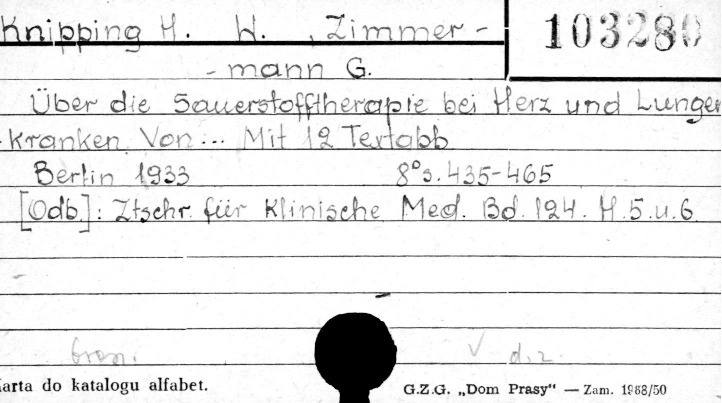 Knipping H. W., Zimmer-
103280
- mann G.
Über die Sauerstofftherapie bei Herz und Lungen
- Kranken. Von... Mit 12 Textabb
Berlin 1933 8° s. 435-465
[Odb]: Ztschr. für Klinische Med. Bd. 124. H. 5. u. 6
V d. z.
Karta do katalogu alfabet.
G.Z.G. „Dom Prasy" — Zam. 1988/50